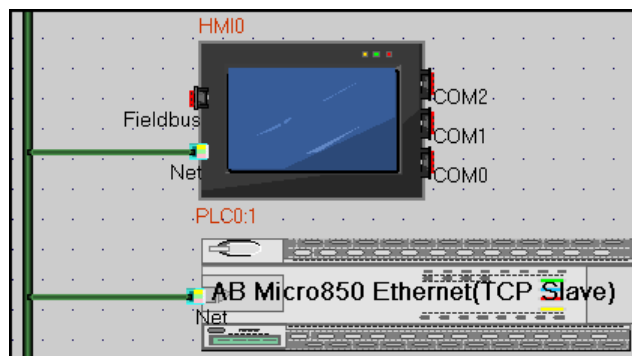 HMI0
COM2
Fieldbus
COM1
Net
COM0
PLC0:1
AB Micro850 Ethernet(TCP Slave)
Net